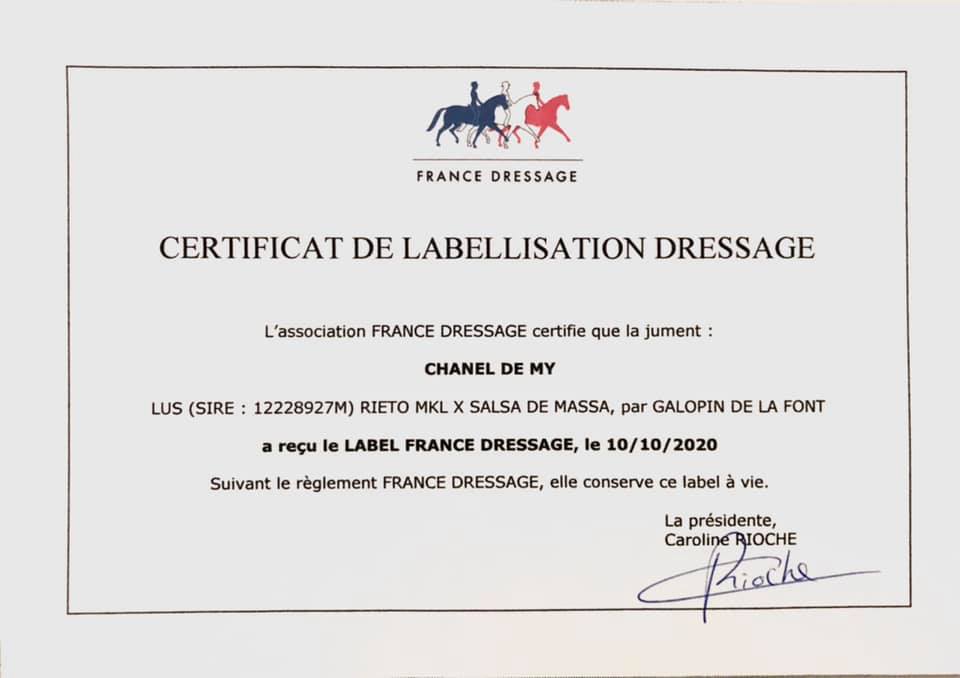 FRANCE DRESSAGE
CERTIFICAT DE LABELLISATION DRESSAGE
L'association FRANCE DRESSAGE certifie que la jument :
CHANEL DE MY
LUS (SIRE : 12228927M) RIETO MKL X SALSA DE MASSA, par GALOPIN DE LA FONT
a reçu le LABEL FRANCE DRESSAGE, le 10/10/2020
Suivant le règlement FRANCE DRESSAGE, elle conserve ce label à vie.
La présidente,
Caroline RIOCHE
CRioche